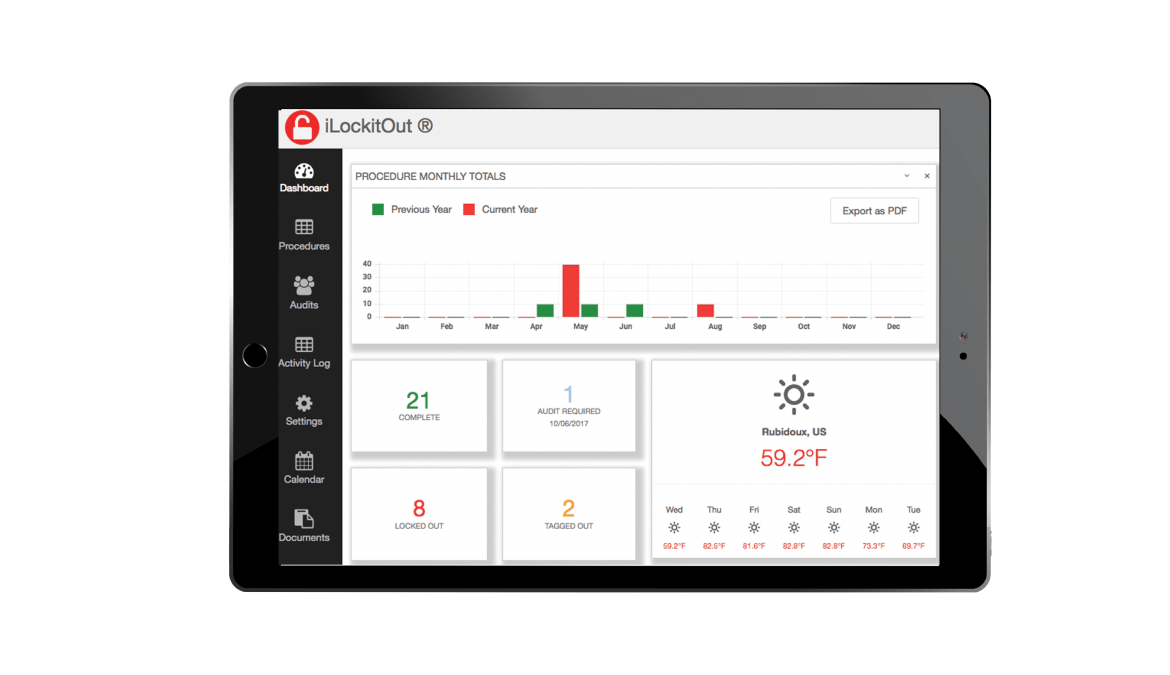 iLockitOut ®
Dashboard
Procedures
Audits
Activity Log
Settings
Calendar
Documents
PROCEDURE MONTHLY TOTALS
Previous Year Current Year
Export as PDF
40
30
20
10
0
Jan Feb Mar Apr May Jun Jul Aug Sep Oct Nov Dec
21
COMPLETE
1
AUDIT REQUIRED
10/06/2017
8
LOCKED OUT
2
TAGGED OUT
Rubidoux, US
59.2°F
Wed Thu Fri Sat Sun Mon Tue
59.2°F 82.5°F 81.6°F 82.8°F 82.8°F 73.3°F 69.7°F